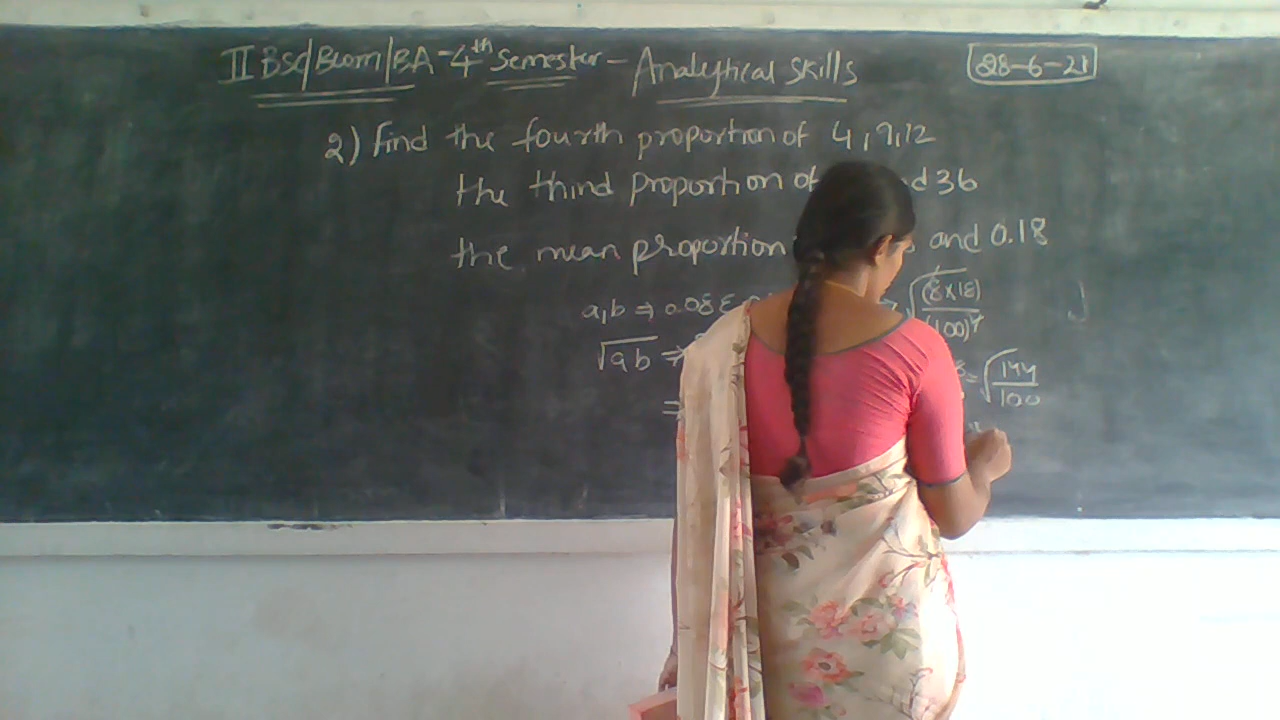 II BSc/Bcom/BA - 4th Semester - Analytical Skills
28-6-21
2) Find the fourth proportion of 4,9,12
the third proportion of d 36
the mean proportion and 0.18
a,b ⇒ 0.08 √(8×18)/(100)²
√ab ⇒ = √144/100
=